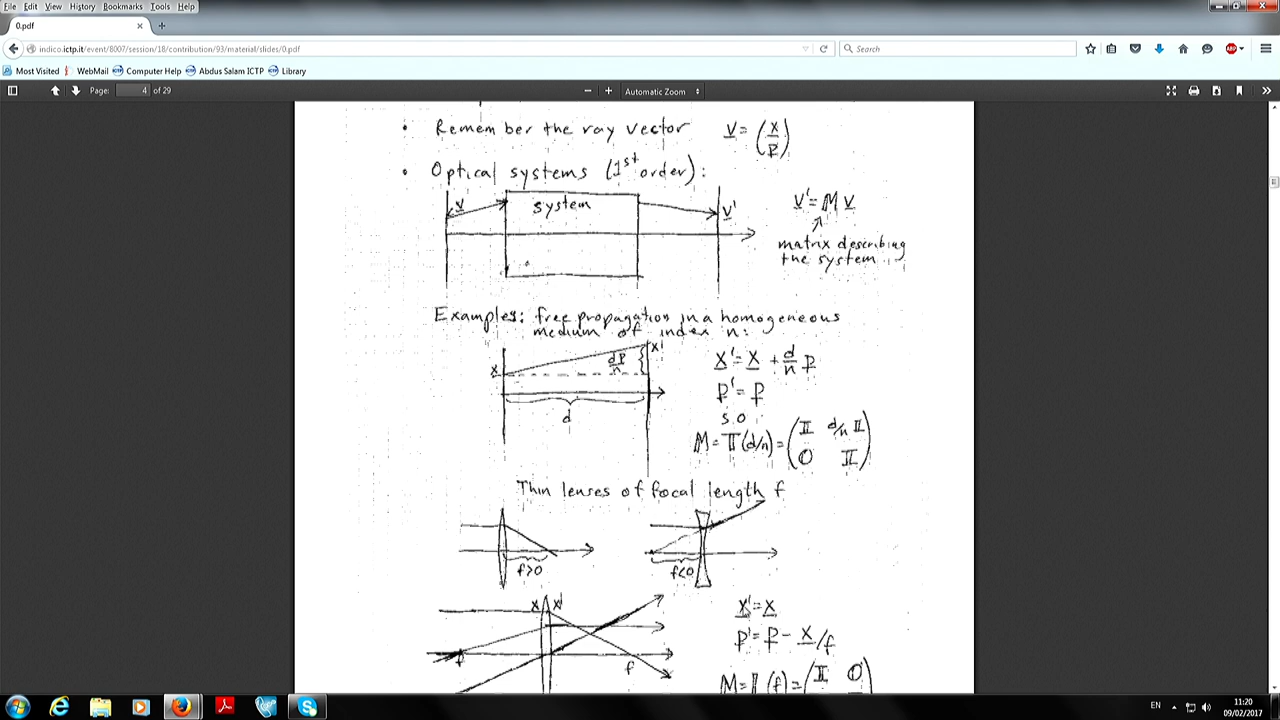 File Edit View History Bookmarks Tools Help
0.pdf
indico.ictp.it/event/8007/session/18/contribution/93/material/slides/0.pdf
Search
Most Visited WebMail Computer Help Abdus Salam ICTP Library
Page: 4 of 29
Automatic Zoom
• Remember the ray vector v = (x p)
• Optical systems (1st order):
v system v'
v' = M v
matrix describing
the system
Examples: free propagation in a homogeneous
medium of index n:
x dp/n x'
d
x' = x + d/n p
p' = p
so
M = T(d/n) = (I d/n I
0 I)
Thin lenses of focal length f
f>0
f<0
x x'
f f
x' = x
p' = p - x/f
M = L(f) = (I 0
EN
11:20
09/02/2017